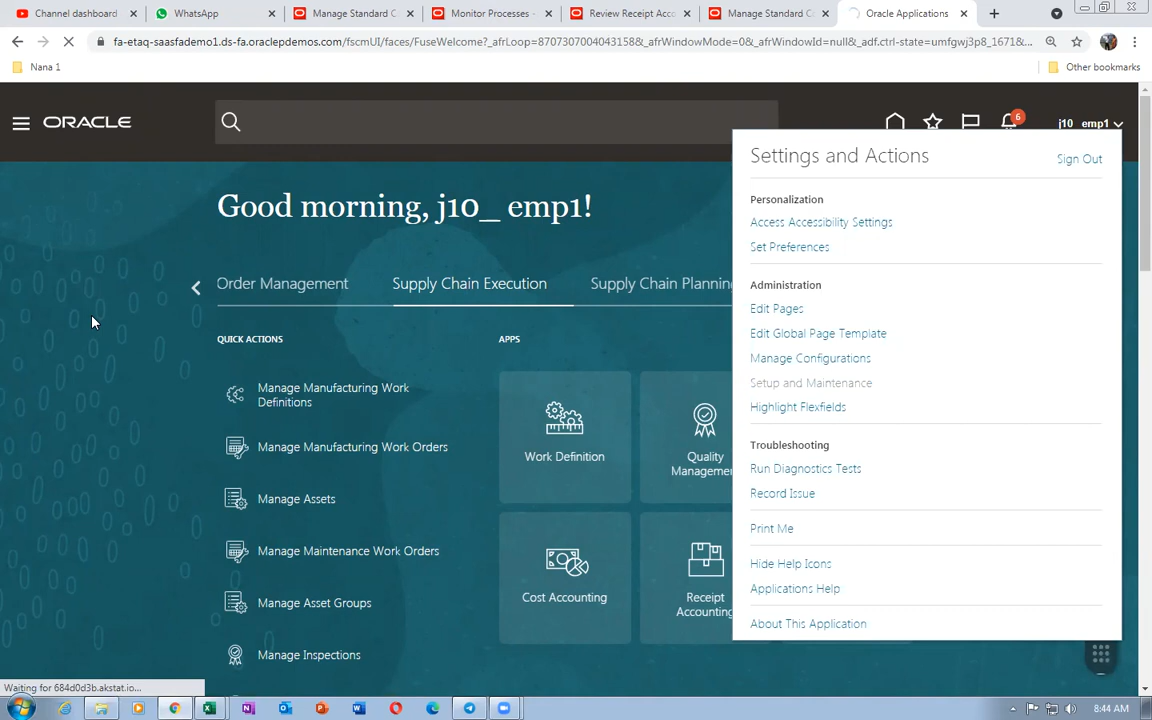 Channel dashboard
WhatsApp
Manage Standard C
Monitor Processes -
Review Receipt Acc
Manage Standard C
Oracle Applications
fa-etaq-saasfademo1.ds-fa.oraclepdemos.com/fscmUI/faces/FuseWelcome?_afrLoop=8707307004043158&_afrWindowMode=0&_afrWindowId=null&_adf.ctrl-state=umfgwj3p8_1671&_afrFS=1...
Nana 1
Other bookmarks
ORACLE
6
j10_ emp1
Settings and Actions
Sign Out
Good morning, j10_ emp1!
Personalization
Access Accessibility Settings
Set Preferences
Order Management
Supply Chain Execution
Supply Chain Planning
Administration
Edit Pages
Edit Global Page Template
Manage Configurations
Setup and Maintenance
Highlight Flexfields
QUICK ACTIONS
APPS
Manage Manufacturing Work
Definitions
Manage Manufacturing Work Orders
Manage Assets
Manage Maintenance Work Orders
Manage Asset Groups
Manage Inspections
Work Definition
Quality
Management
Cost Accounting
Receipt
Accounting
Troubleshooting
Run Diagnostics Tests
Record Issue
Print Me
Hide Help Icons
Applications Help
About This Application
Waiting for 684d0d3b.akstat.io...
8:44 AM